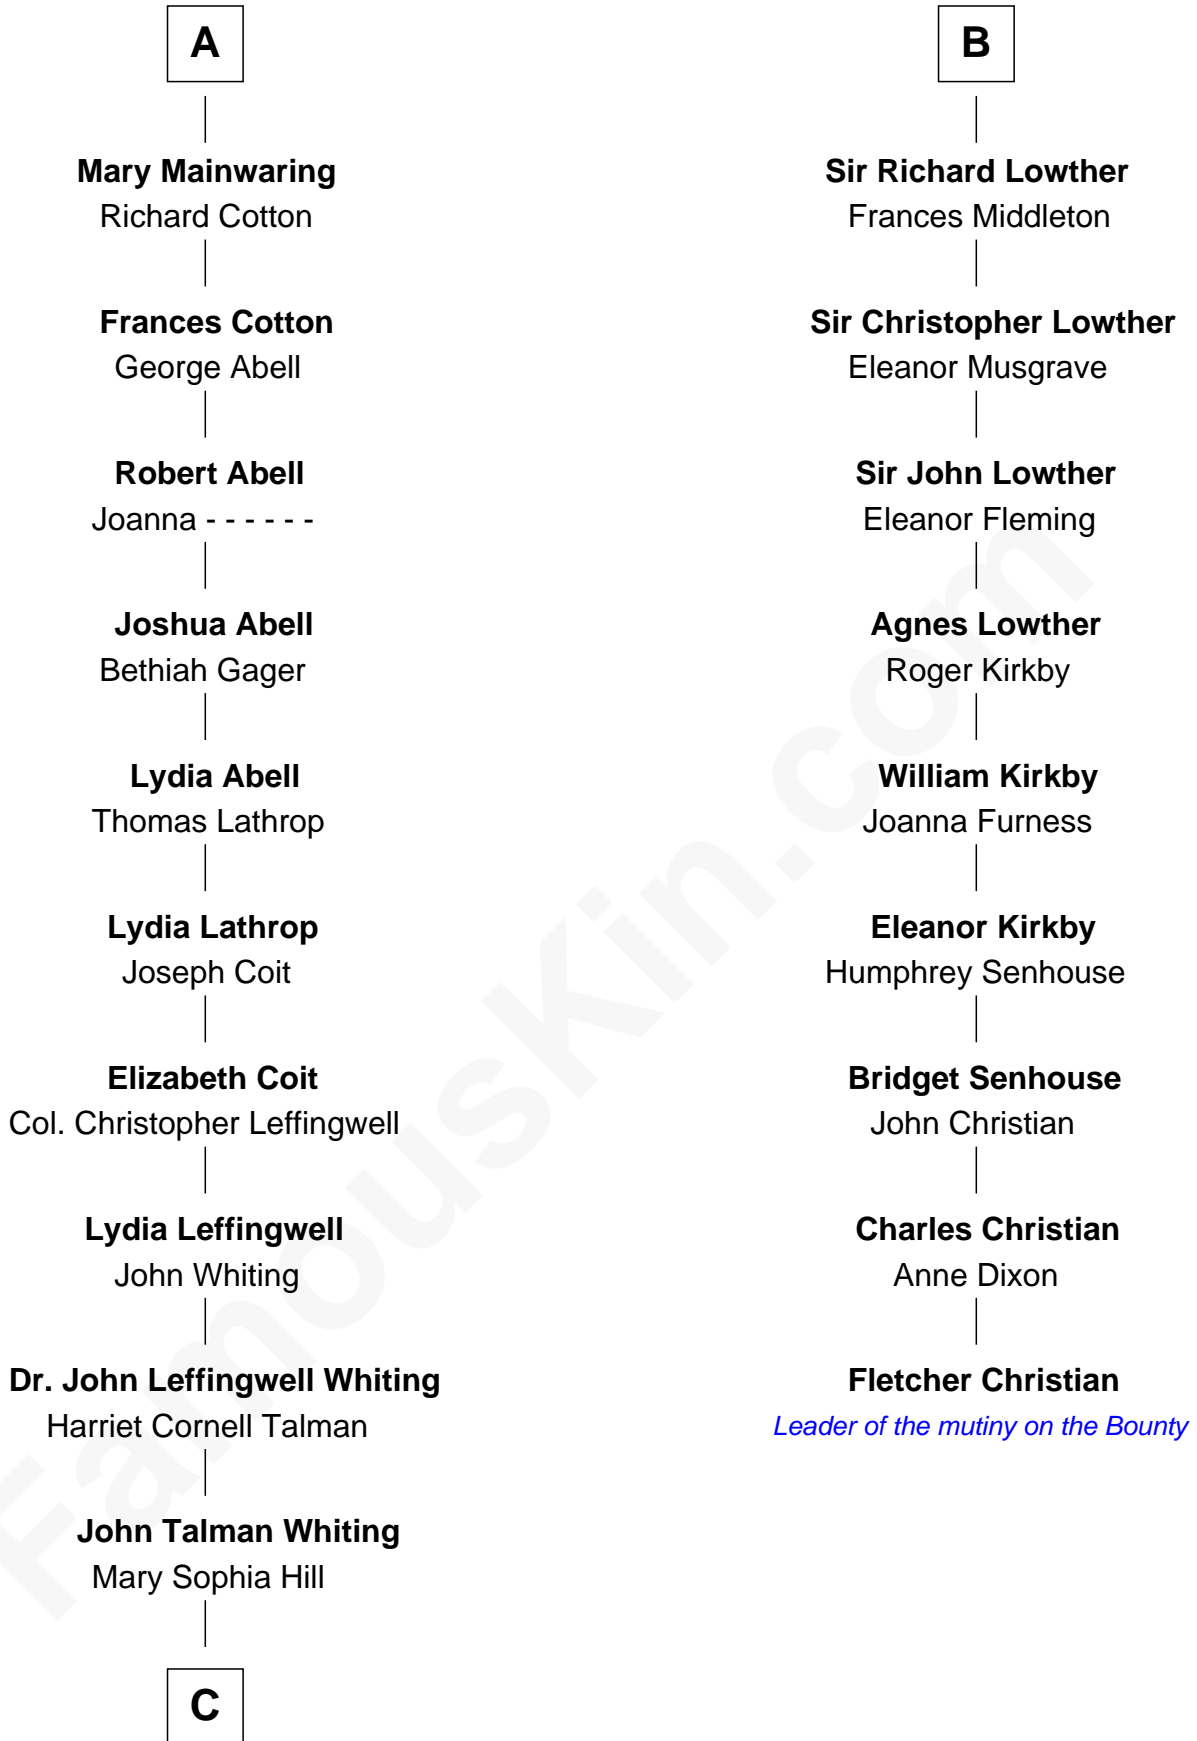 A
Mary Mainwaring
Richard Cotton
Frances Cotton
George Abell
Robert Abell
Joanna - - - - - -
Joshua Abell
Bethiah Gager
Lydia Abell
Thomas Lathrop
Lydia Lathrop
Joseph Coit
Elizabeth Coit
Col. Christopher Leffingwell
Lydia Leffingwell
John Whiting
Dr. John Leffingwell Whiting
Harriet Cornell Talman
John Talman Whiting
Mary Sophia Hill
C
B
Sir Richard Lowther
Frances Middleton
Sir Christopher Lowther
Eleanor Musgrave
Sir John Lowther
Eleanor Fleming
Agnes Lowther
Roger Kirkby
William Kirkby
Joanna Furness
Eleanor Kirkby
Humphrey Senhouse
Bridget Senhouse
John Christian
Charles Christian
Anne Dixon
Fletcher Christian
Leader of the mutiny on the Bounty
FamousKin.com